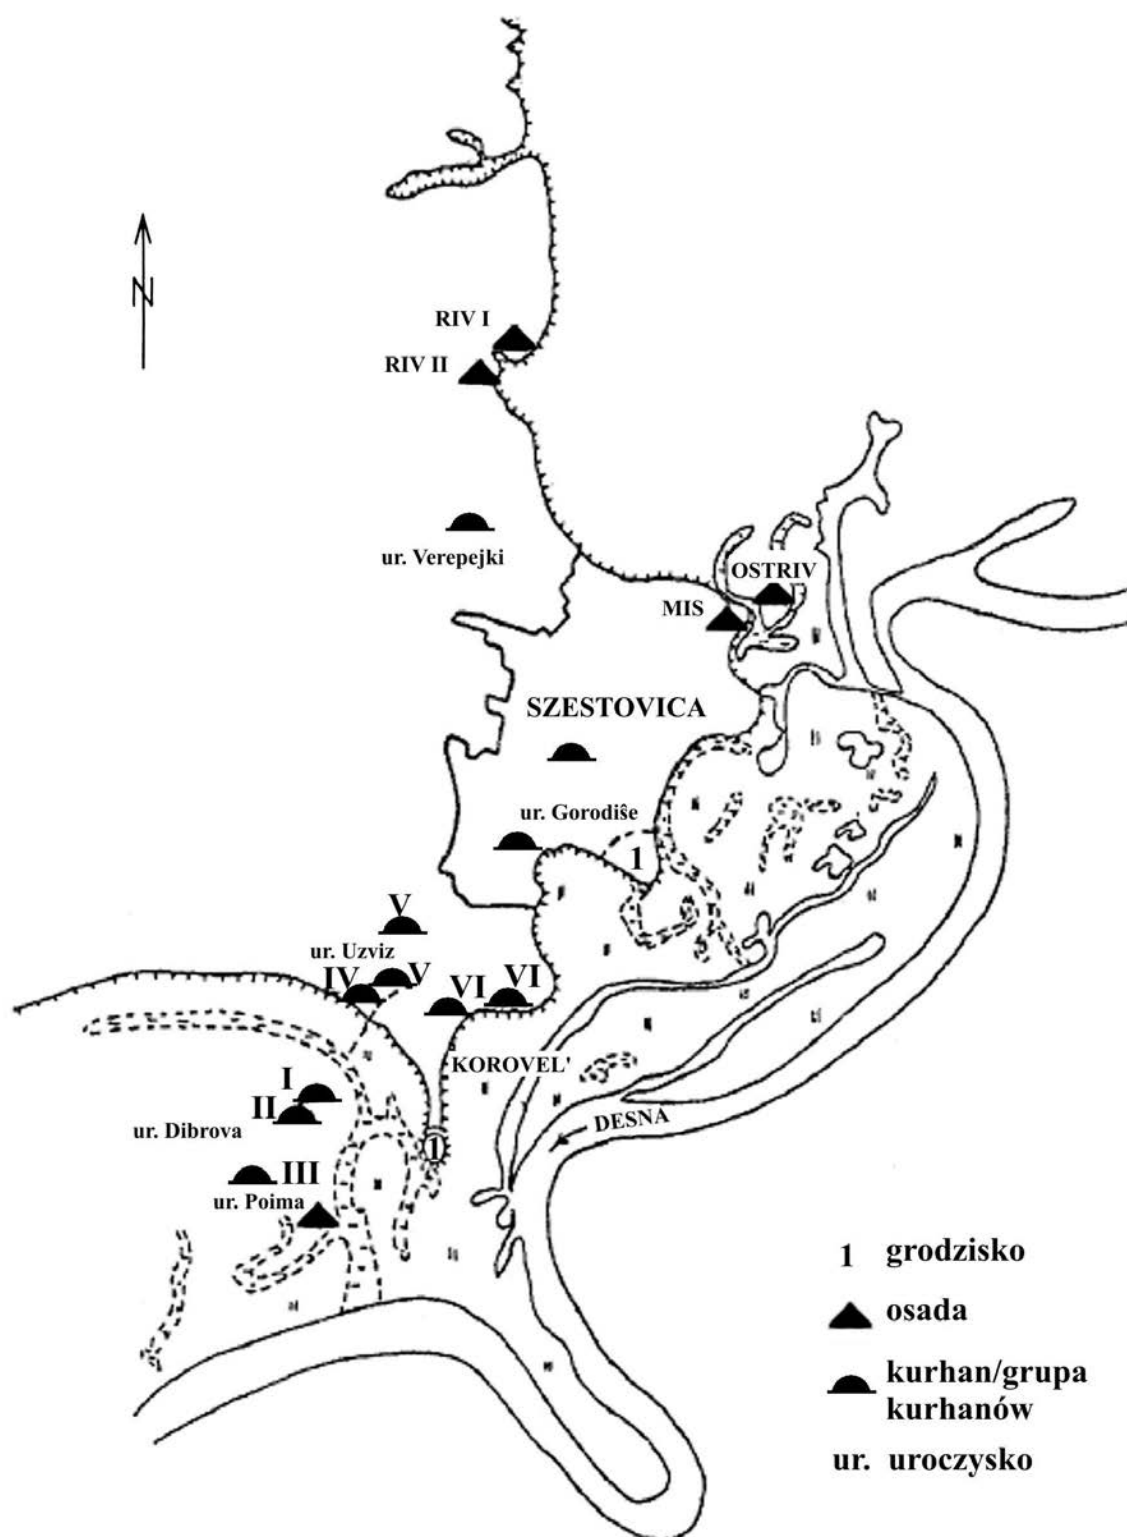 N
RIV I
RIV II
ur. Verepejki
OSTRIV
MIS
SZESTOVICA
ur. Gorodiŝe
1
V
ur. Uzviz
IV
V
VI
VI
KOROVEL'
I
II
ur. Dibrova
DESNA
1
III
ur. Poima
1 grodzisko
osada
kurhan/grupa
kurhanów
ur. uroczysko